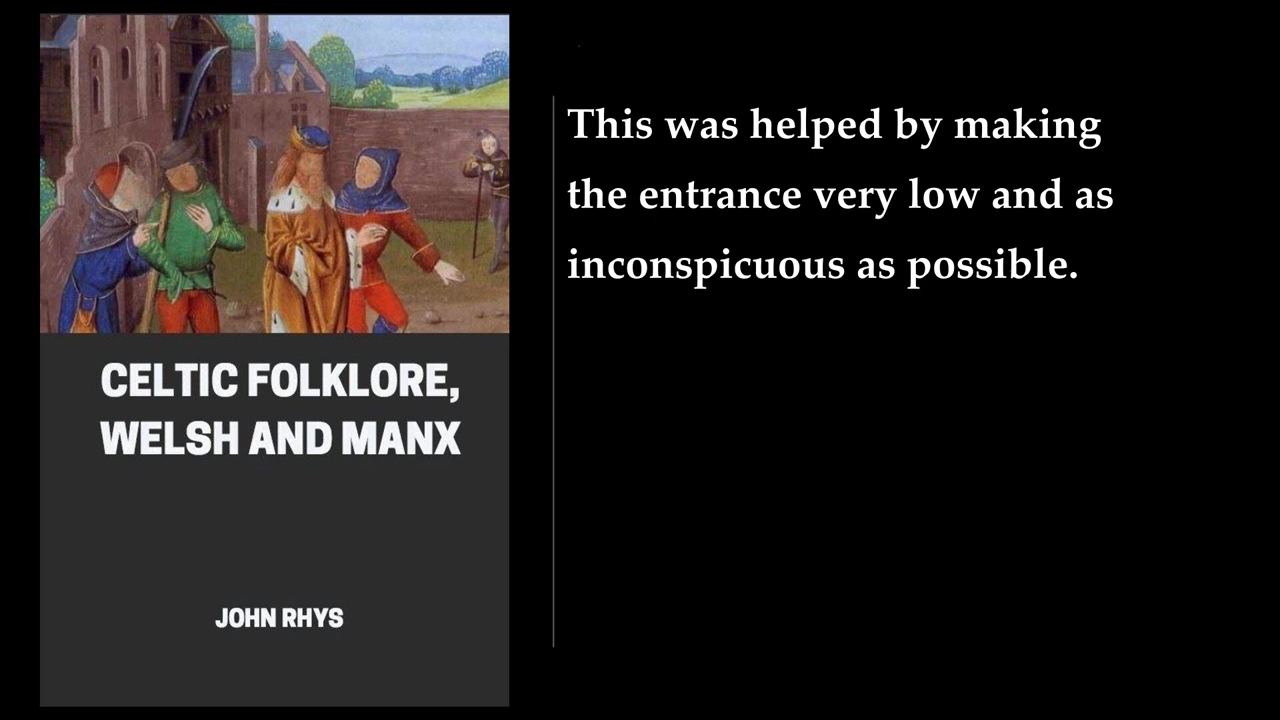 CELTIC FOLKLORE,
WELSH AND MANX
JOHN RHYS
This was helped by making
the entrance very low and as
inconspicuous as possible.